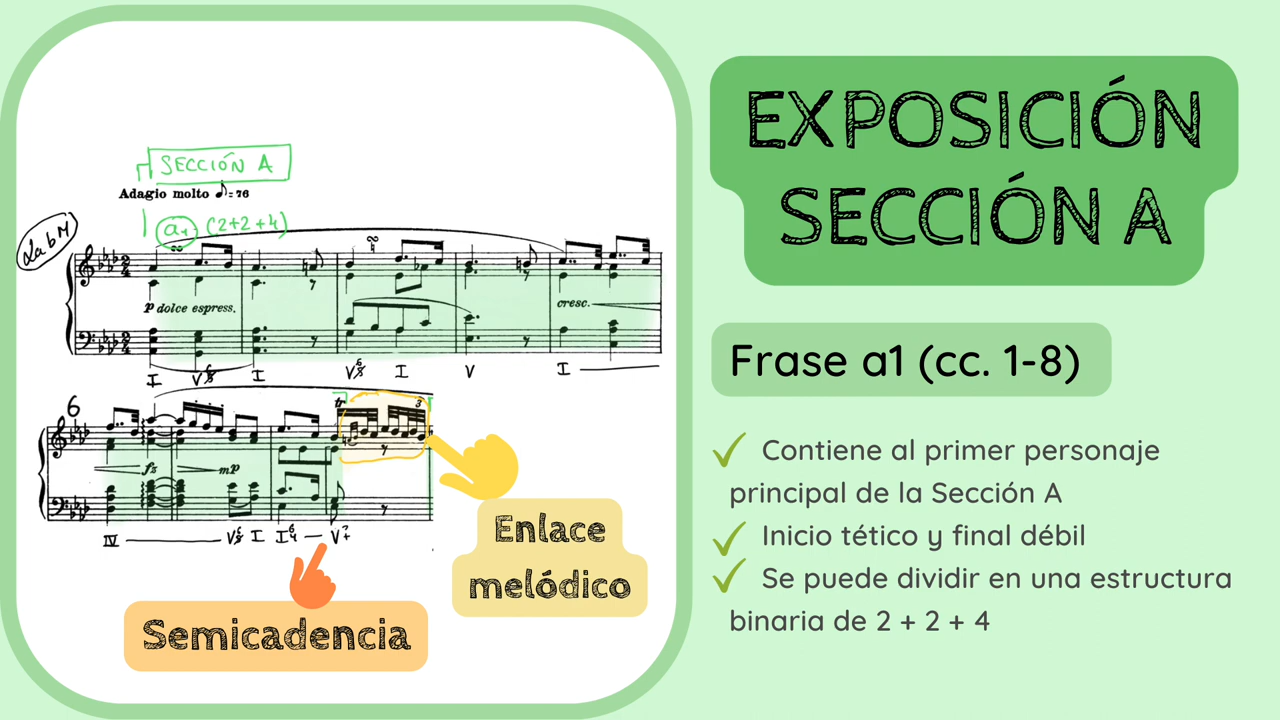 SECCIÓN A
Adagio molto ♪= 76
a1 (2+2+4)
Lab M
p dolce espress.
cresc.
I V6/5 I V6/5 I V I
6
tr 3
fz mp
IV V6/5 I I6/4 V7
Enlace
melódico
Semicadencia
EXPOSICIÓN
SECCIÓN A
Frase a1 (cc. 1-8)
Contiene al primer personaje
principal de la Sección A
Inicio tético y final débil
Se puede dividir en una estructura
binaria de 2 + 2 + 4